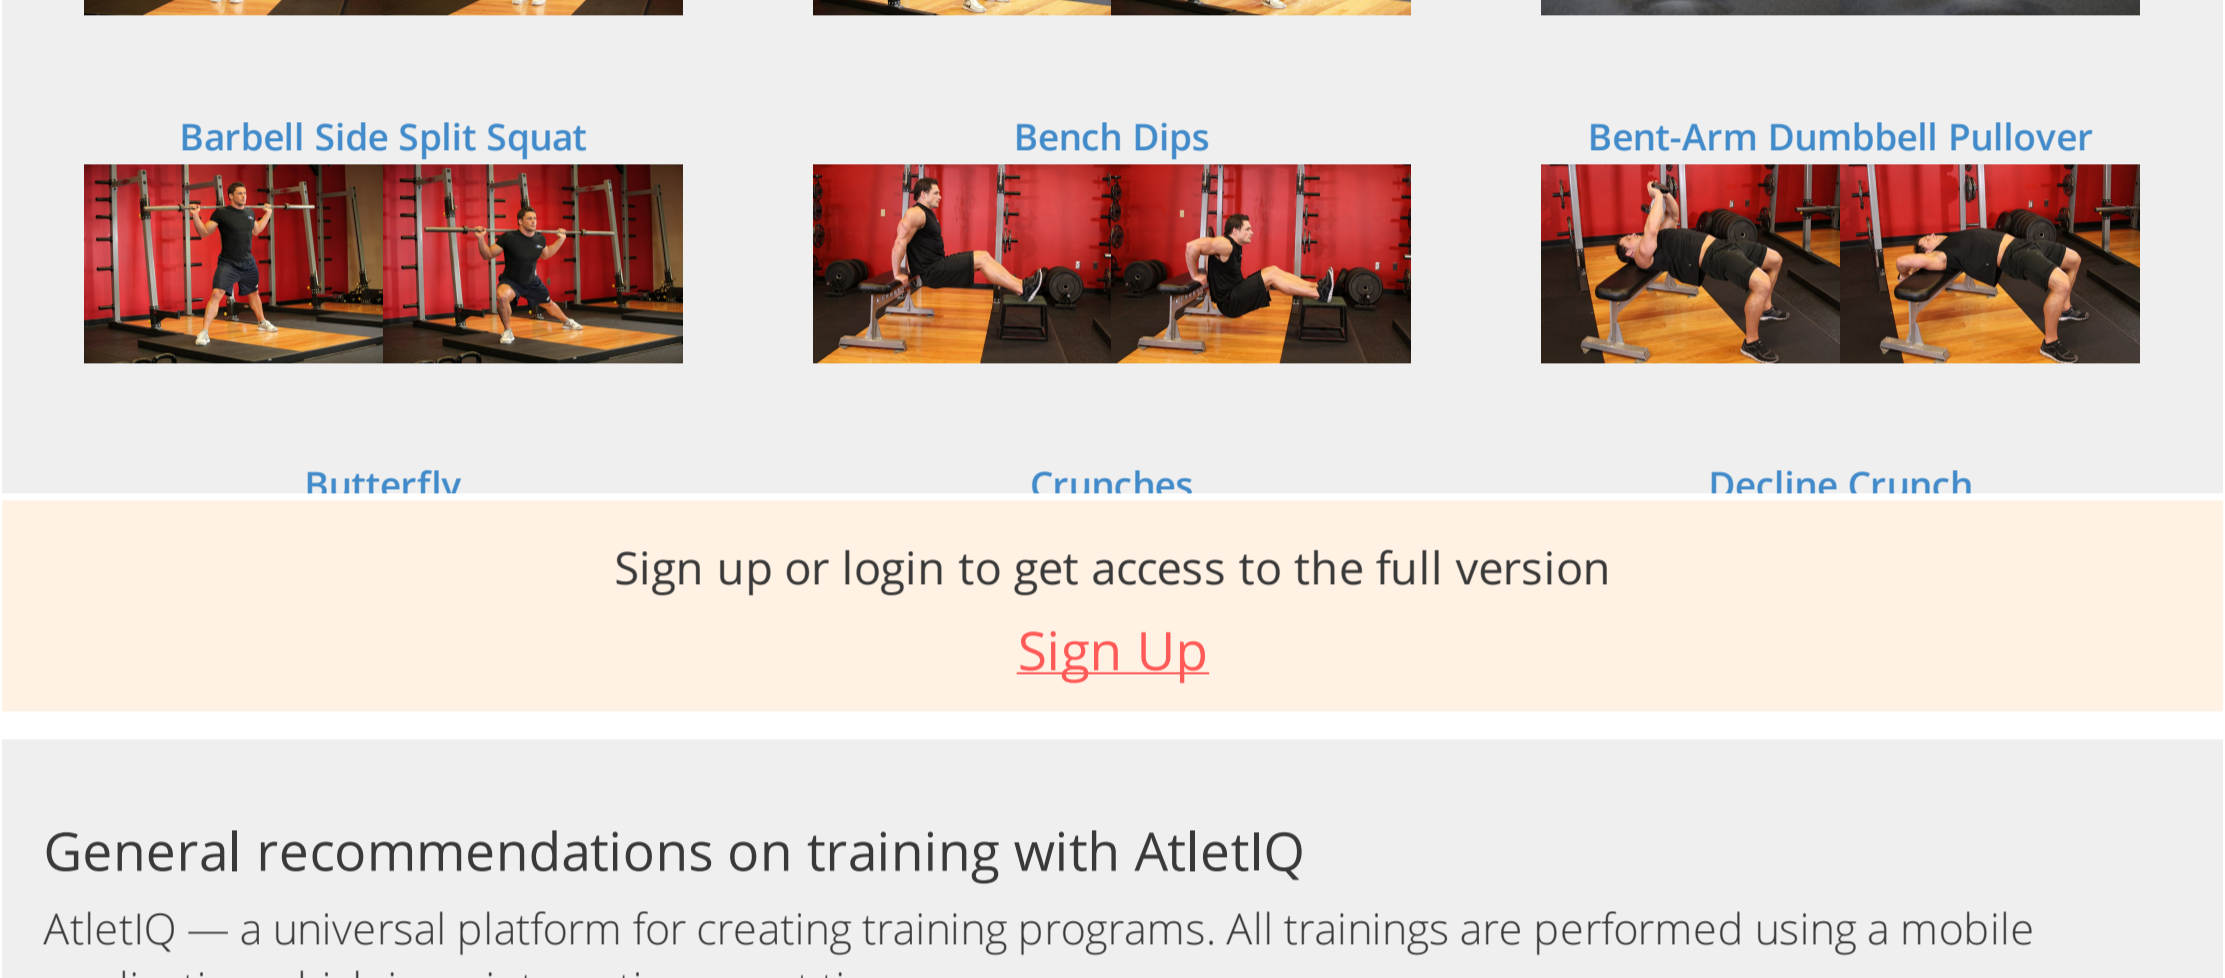 Barbell Side Split Squat
Bench Dips
Bent-Arm Dumbbell Pullover
Butterfly
Crunches
Decline Crunch
Sign up or login to get access to the full version
Sign Up
General recommendations on training with AtletIQ
AtletIQ — a universal platform for creating training programs. All trainings are performed using a mobile